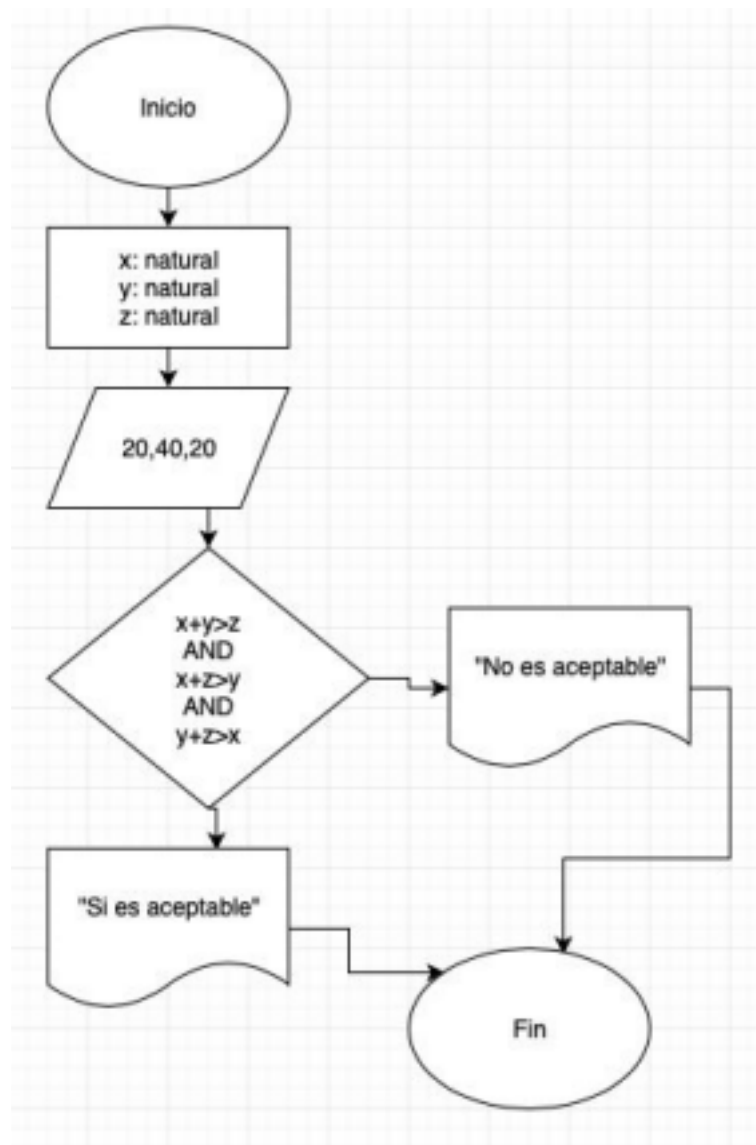 Inicio
x: natural
y: natural
z: natural
20,40,20
x+y>z
AND
x+z>y
AND
y+z>x
"No es aceptable"
"Si es aceptable"
Fin